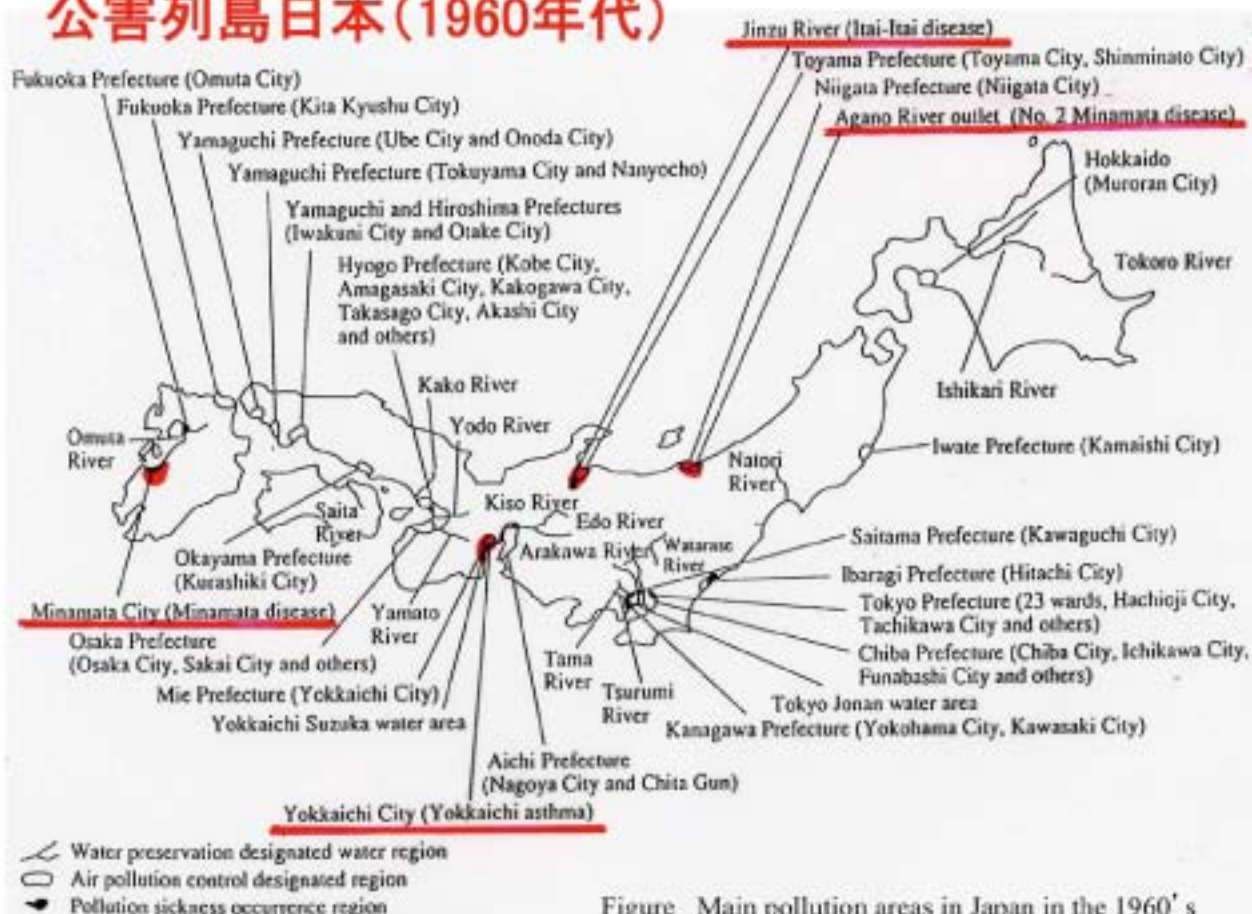 公害列島日本(1960年代)
Jinzu River (Itai-Itai disease)
Toyama Prefecture (Toyama City, Shinminato City)
Niigata Prefecture (Niigata City)
Agano River outlet (No. 2 Minamata disease)
Fukuoka Prefecture (Omuta City)
Fukuoka Prefecture (Kita Kyushu City)
Yamaguchi Prefecture (Ube City and Onoda City)
Yamaguchi Prefecture (Tokuyama City and Nanyocho)
Yamaguchi and Hiroshima Prefectures
(Iwakuni City and Otake City)
Hyogo Prefecture (Kobe City,
Amagasaki City, Kakogawa City,
Takasago City, Akashi City
and others)
Hokkaido
(Muroran City)
Tokoro River
Ishikari River
Kako River
Yodo River
Omuta
River
Iwate Prefecture (Kamaishi City)
Natori
River
Kiso River
Saita
River
Edo River
Arakawa River
Watarase
River
Okayama Prefecture
(Kurashiki City)
Saitama Prefecture (Kawaguchi City)
Ibaragi Prefecture (Hitachi City)
Tokyo Prefecture (23 wards, Hachioji City,
Tachikawa City and others)
Chiba Prefecture (Chiba City, Ichikawa City,
Funabashi City and others)
Minamata City (Minamata disease)
Yamato
River
Osaka Prefecture
(Osaka City, Sakai City and others)
Mie Prefecture (Yokkaichi City)
Yokkaichi Suzuka water area
Tama
River
Tsurumi
River
Tokyo Jonan water area
Kanagawa Prefecture (Yokohama City, Kawasaki City)
Aichi Prefecture
(Nagoya City and Chita Gun)
Yokkaichi City (Yokkaichi asthma)
Water preservation designated water region
Air pollution control designated region
Pollution sickness occurrence region
Figure Main pollution areas in Japan in the 1960's